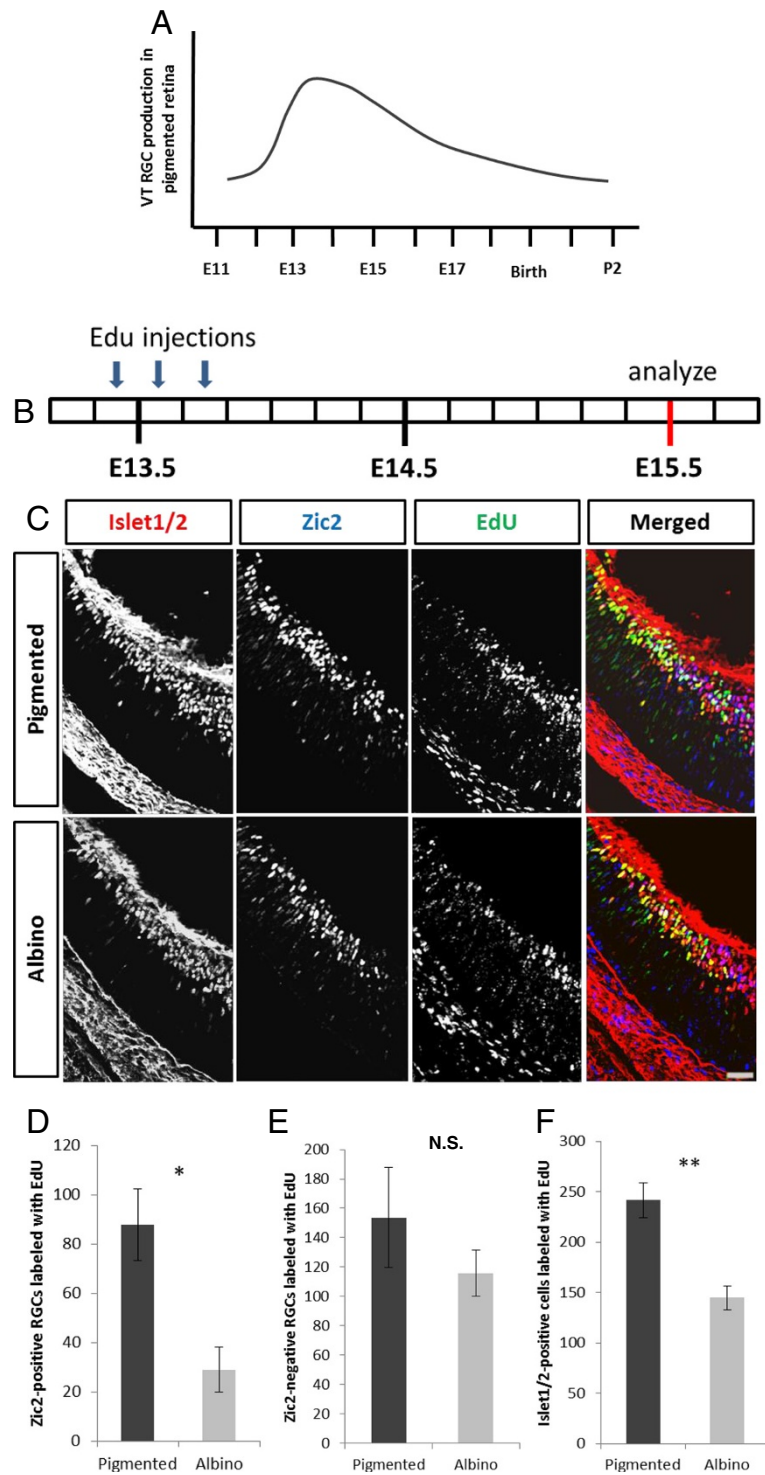 A
VT RGC production in
pigmented retina
E11 E13 E15 E17 Birth P2
Edu injections
analyze
B
E13.5 E14.5 E15.5
C
Islet1/2 Zic2 EdU Merged
Pigmented
Albino
D
Zic2-positive RGCs labeled with EdU
120
100
80
60
40
20
0
*
Pigmented Albino
E
Zic2-negative RGCs labeled with EdU
200
180
160
140
120
100
80
60
40
20
0
N.S.
Pigmented Albino
F
Islet1/2-positive cells labeled with EdU
300
250
200
150
100
50
0
**
Pigmented Albino